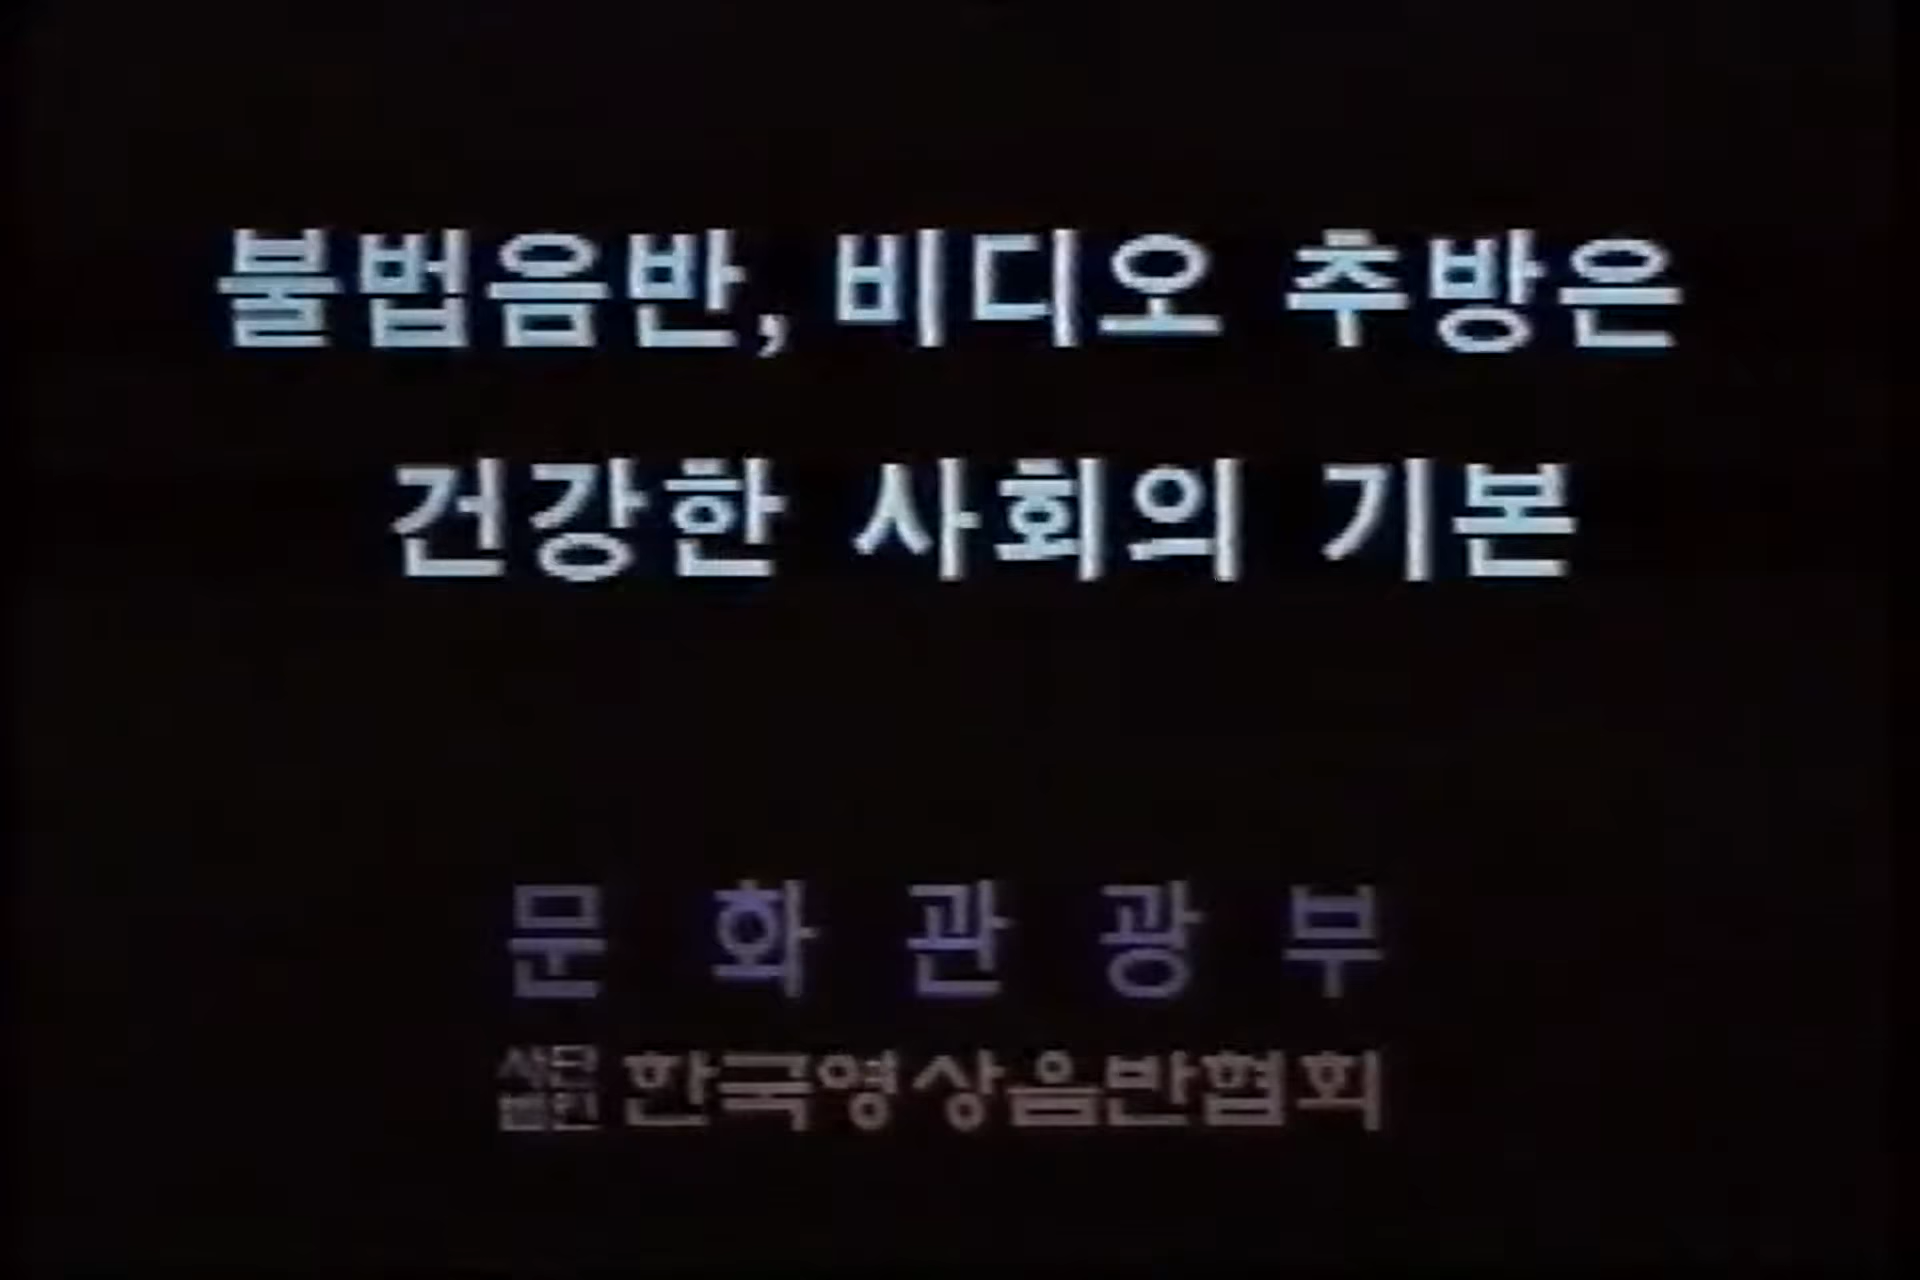 불법음반, 비디오 추방은
건강한 사회의 기본
문화관광부
사단법인 한국영상음반협회